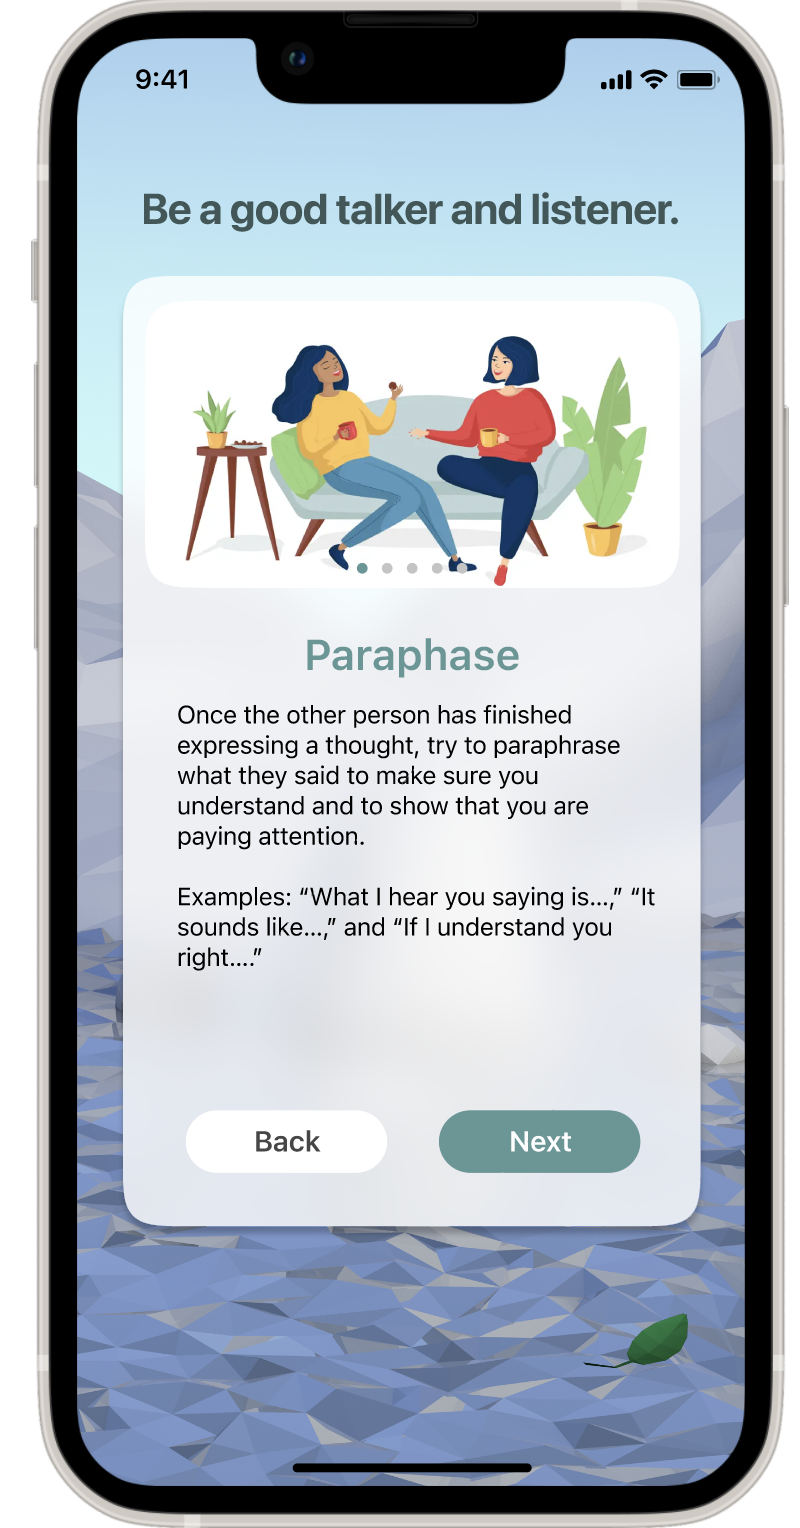 9:41
Be a good talker and listener.
Paraphase
Once the other person has finished
expressing a thought, try to paraphrase
what they said to make sure you
understand and to show that you are
paying attention.
Examples: “What I hear you saying is...,” “It
sounds like...,” and “If I understand you
right....”
Back
Next